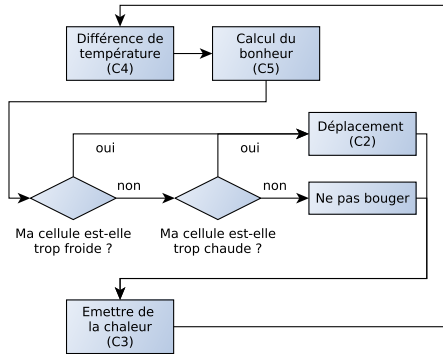 Différence de
température
(C4)
Calcul du
bonheur
(C5)
oui
oui
Déplacement
(C2)
non
non
Ne pas bouger
Ma cellule est-elle
trop froide ?
Ma cellule est-elle
trop chaude ?
Emettre de
la chaleur
(C3)